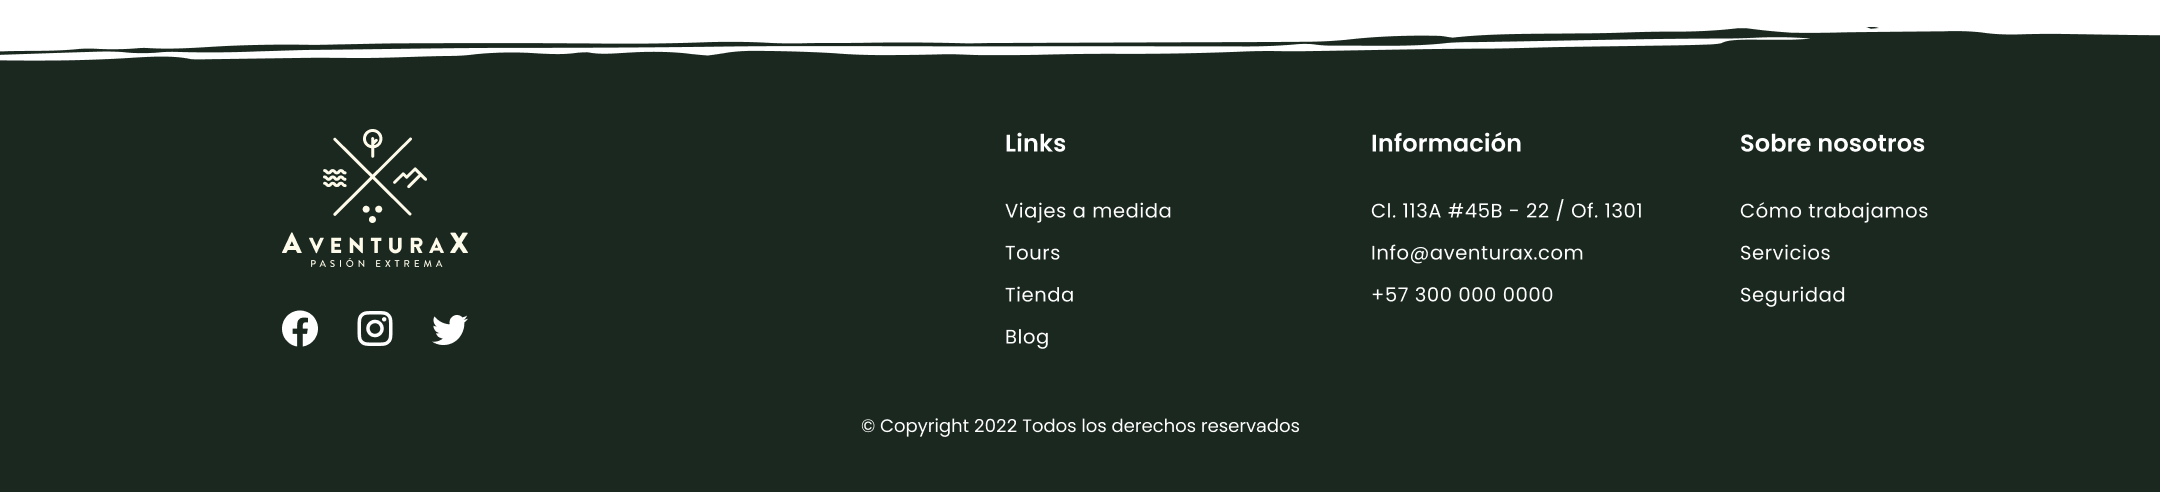 AVENTURAX
PASIÓN EXTREMA
Links
Viajes a medida
Tours
Tienda
Blog
Información
Cl. 113A #45B - 22 / Of. 1301
Info@aventurax.com
+57 300 000 0000
Sobre nosotros
Cómo trabajamos
Servicios
Seguridad
© Copyright 2022 Todos los derechos reservados